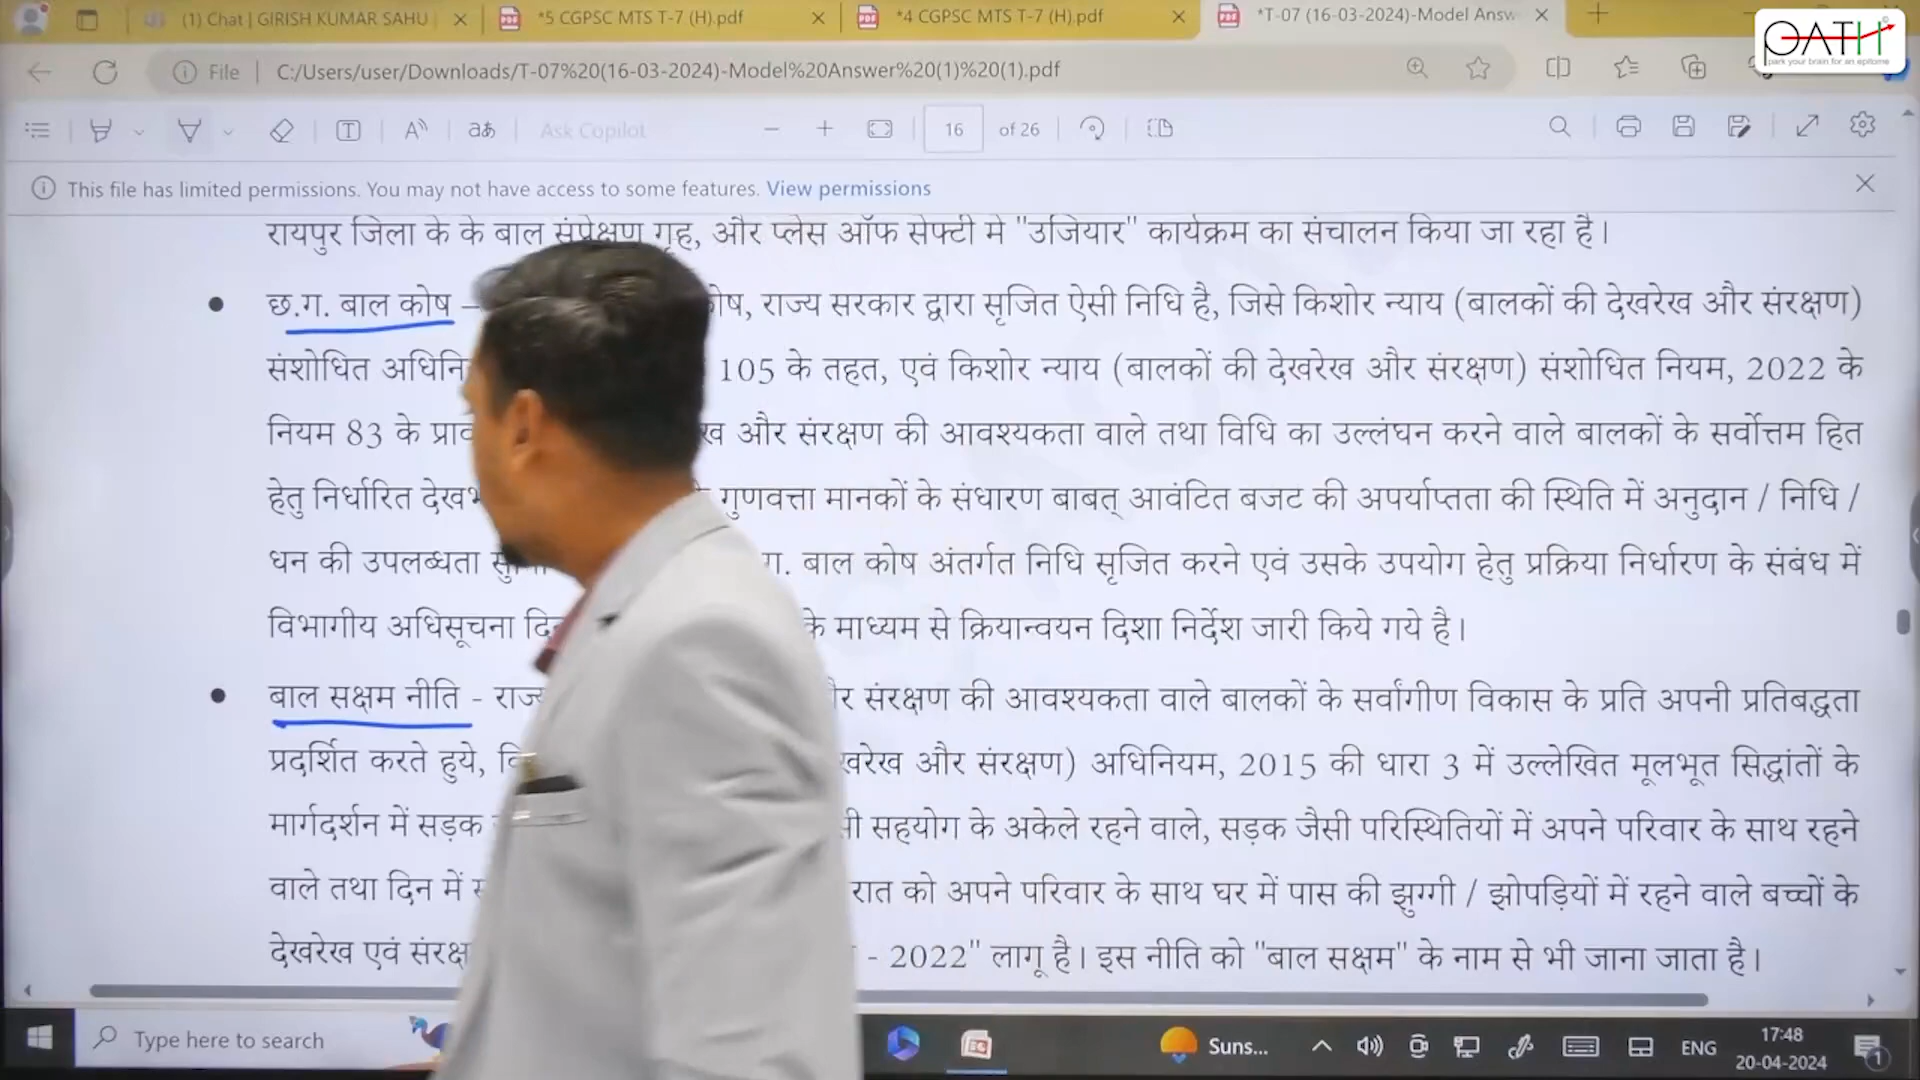 (1) Chat | GIRISH KUMAR SAHU
*5 CGPSC MTS T-7 (H).pdf
*4 CGPSC MTS T-7 (H).pdf
*T-07 (16-03-2024)-Model Answ
PATH
park your brain for an epitome
File | C:/Users/user/Downloads/T-07%20(16-03-2024)-Model%20Answer%20(1)%20(1).pdf
Ask Copilot
16 of 26
This file has limited permissions. You may not have access to some features. View permissions
रायपुर जिला के के बाल संप्रेक्षण गृह, और प्लेस ऑफ सेफ्टी मे "उजियार" कार्यक्रम का संचालन किया जा रहा है।
छ.ग. बाल कोष – राज्य सरकार द्वारा सृजित ऐसी निधि है, जिसे किशोर न्याय (बालकों की देखरेख और संरक्षण)
संशोधित 105 के तहत, एवं किशोर न्याय (बालकों की देखरेख और संरक्षण) संशोधित नियम, 2022 के
नियम 83 के और संरक्षण की आवश्यकता वाले तथा विधि का उल्लंघन करने वाले बालकों के सर्वोत्तम हित
हेतु निर्धारित गुणवत्ता मानकों के संधारण बाबत् आवंटित बजट की अपर्याप्तता की स्थिति में अनुदान / निधि /
धन की उपलब्धता बाल कोष अंतर्गत निधि सृजित करने एवं उसके उपयोग हेतु प्रक्रिया निर्धारण के संबंध में
विभागीय अधिसूचना के माध्यम से क्रियान्वयन दिशा निर्देश जारी किये गये है।
बाल सक्षम नीति - संरक्षण की आवश्यकता वाले बालकों के सर्वांगीण विकास के प्रति अपनी प्रतिबद्धता
प्रदर्शित करते हुये, और संरक्षण) अधिनियम, 2015 की धारा 3 में उल्लेखित मूलभूत सिद्धांतों के
मार्गदर्शन में सड़क सहयोग के अकेले रहने वाले, सड़क जैसी परिस्थितियों में अपने परिवार के साथ रहने
वाले तथा दिन में रात को अपने परिवार के साथ घर में पास की झुग्गी / झोपड़ियों में रहने वाले बच्चों के
देखरेख एवं - 2022" लागू है। इस नीति को "बाल सक्षम" के नाम से भी जाना जाता है।
Type here to search
Suns...
ENG
17:48
20-04-2024
1